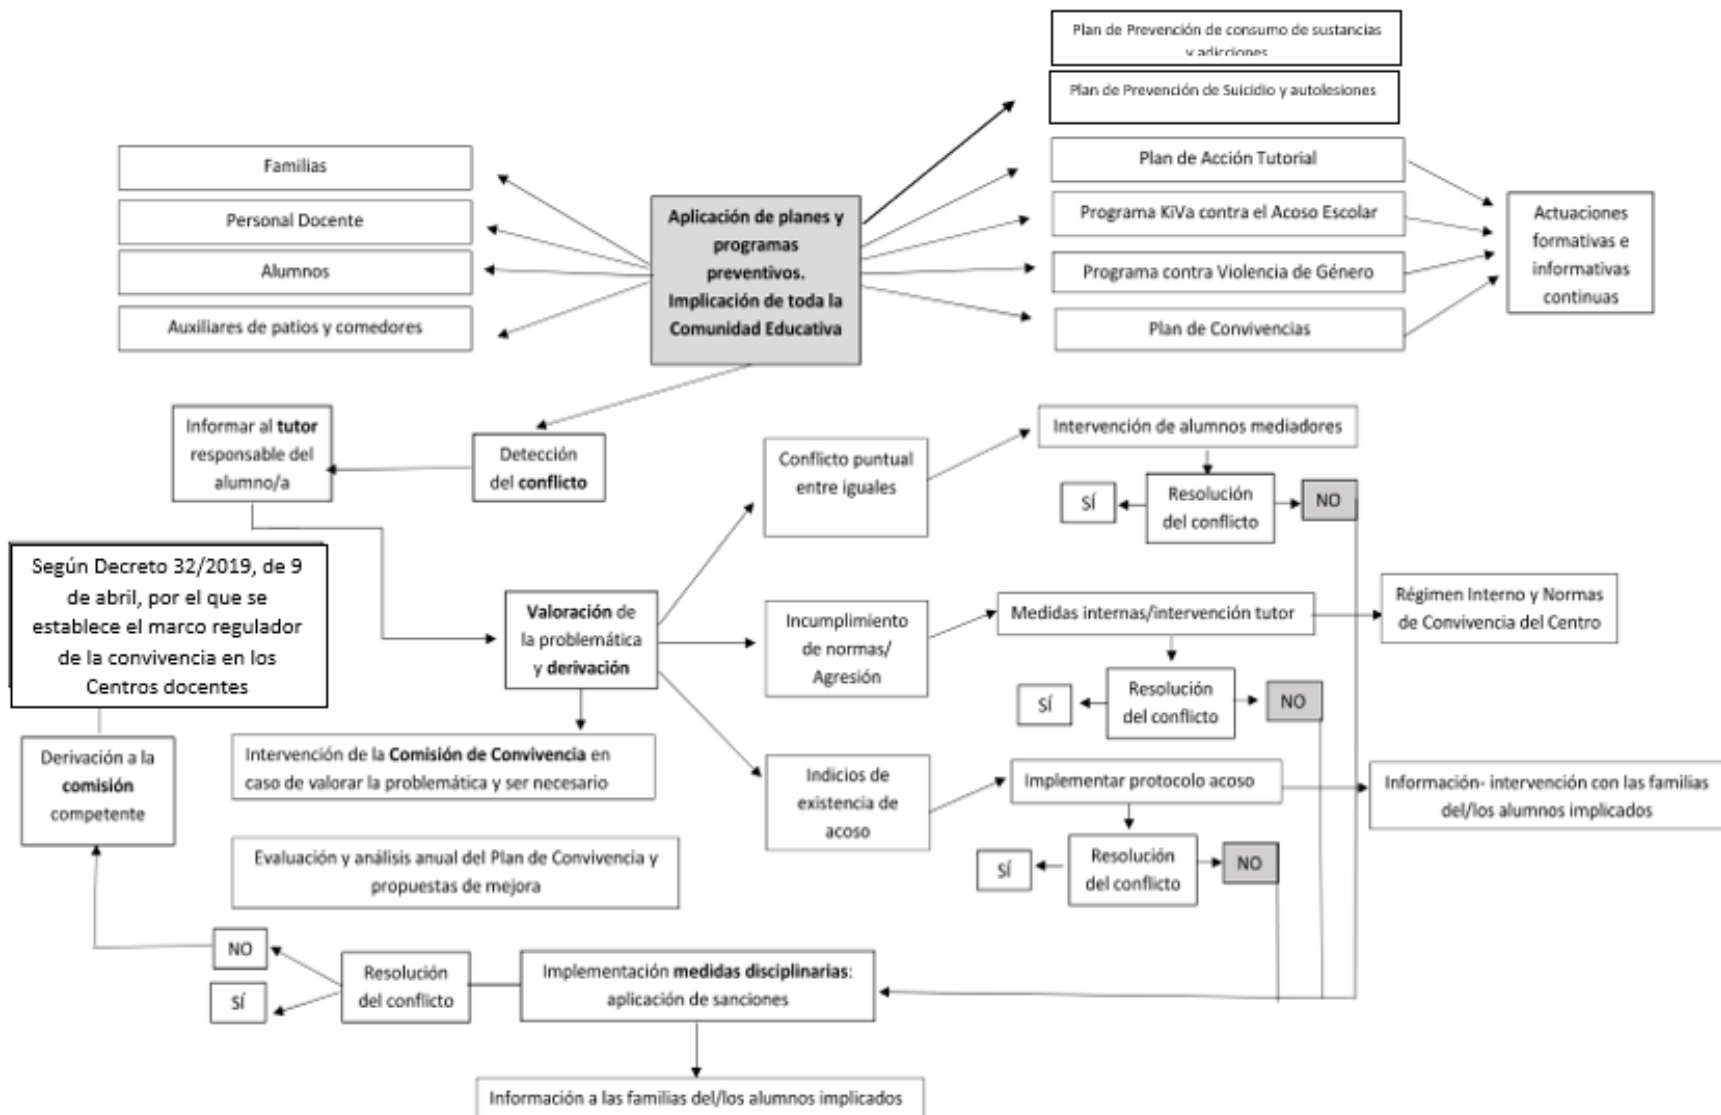 Plan de Prevención de consumo de sustancias
y adicciones
Plan de Prevención de Suicidio y autolesiones
Familias
Personal Docente
Alumnos
Auxiliares de patios y comedores
Aplicación de planes y
programas
preventivos.
Implicación de toda la
Comunidad Educativa
Plan de Acción Tutorial
Programa KiVa contra el Acoso Escolar
Programa contra Violencia de Género
Plan de Convivencias
Actuaciones
formativas e
informativas
continuas
Informar al tutor
responsable del
alumno/a
Detección
del conflicto
Conflicto puntual
entre iguales
Intervención de alumnos mediadores
SÍ
Resolución
del conflicto
NO
Según Decreto 32/2019, de 9
de abril, por el que se
establece el marco regulador
de la convivencia en los
Centros docentes
Valoración de
la problemática
y derivación
Incumplimiento
de normas/
Agresión
Medidas internas/intervención tutor
Régimen Interno y Normas
de Convivencia del Centro
SÍ
Resolución
del conflicto
NO
Derivación a la
comisión
competente
Intervención de la Comisión de Convivencia en
caso de valorar la problemática y ser necesario
Indicios de
existencia de
acoso
Implementar protocolo acoso
Información- intervención con las familias
del/los alumnos implicados
SÍ
Resolución
del conflicto
NO
Evaluación y análisis anual del Plan de Convivencia y
propuestas de mejora
NO
SÍ
Resolución
del conflicto
Implementación medidas disciplinarias:
aplicación de sanciones
Información a las familias del/los alumnos implicados